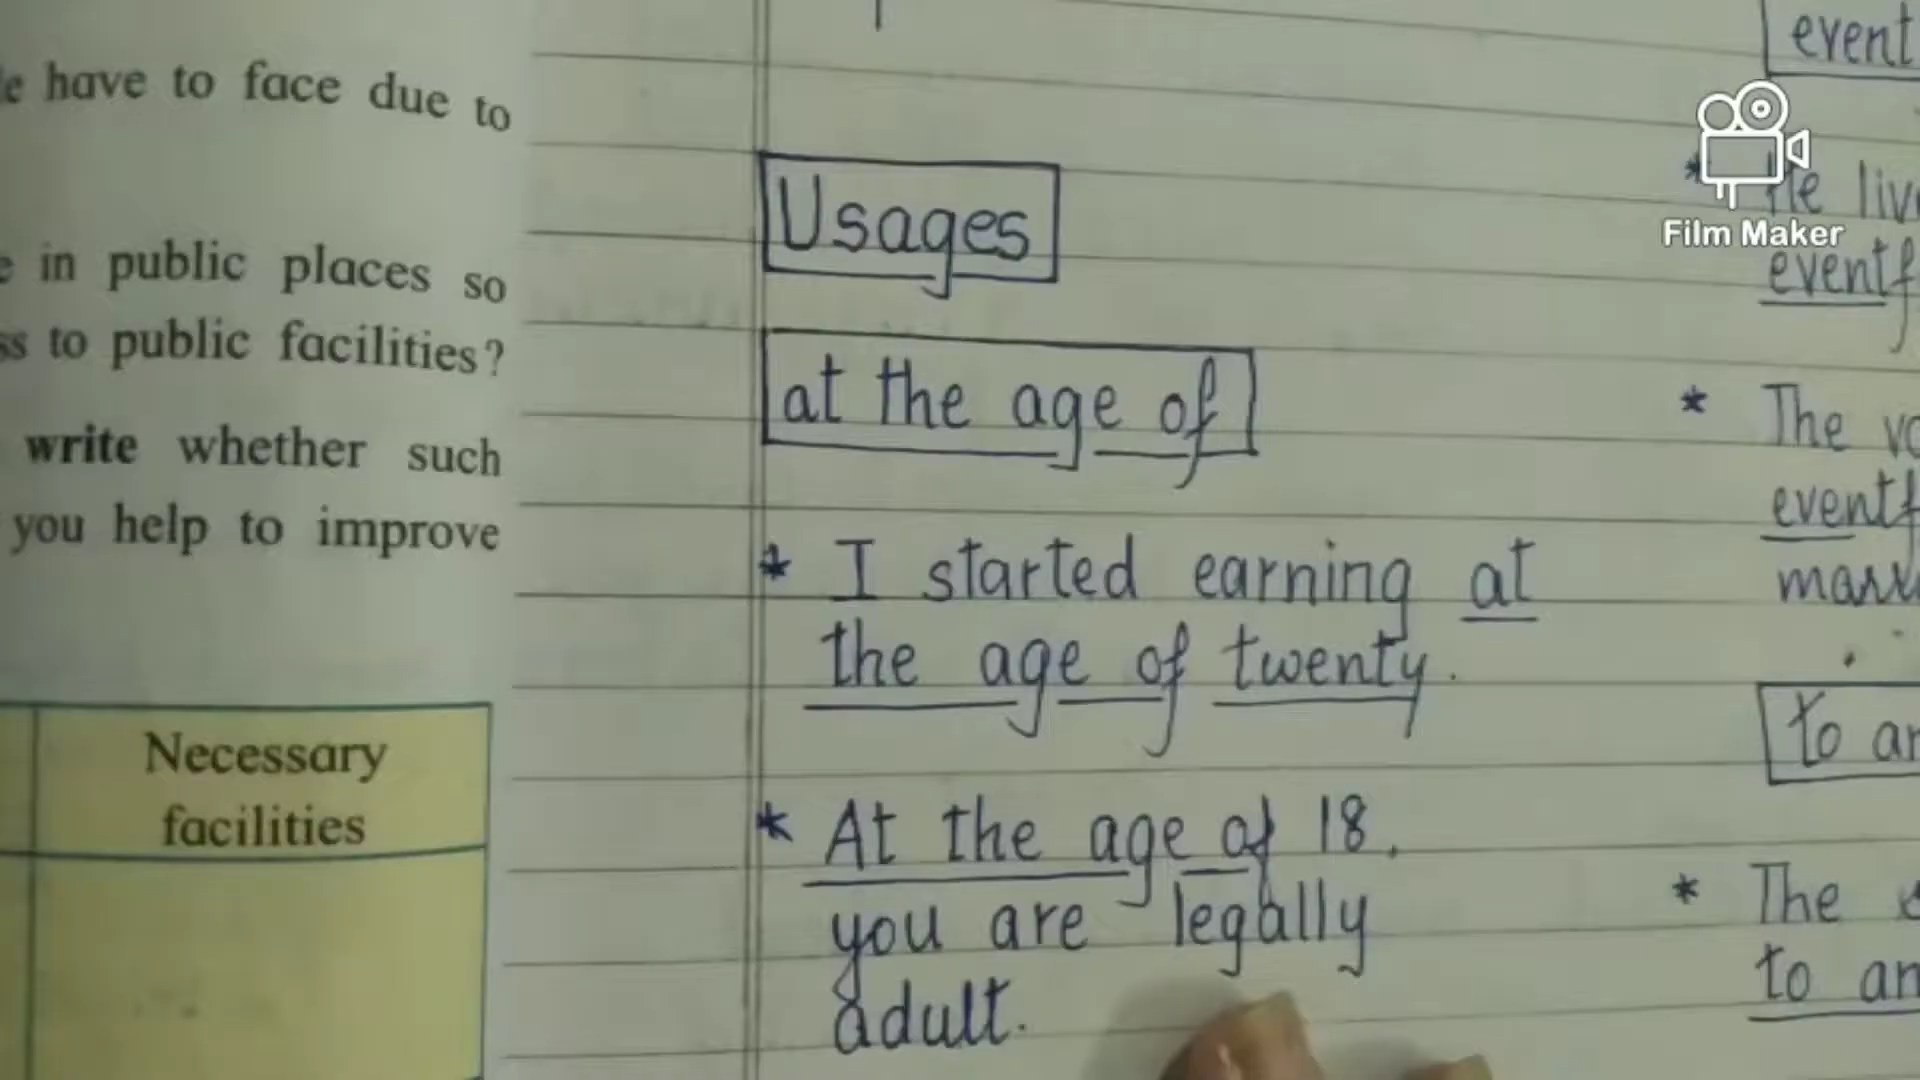 have to face due to
in public places so
to public facilities?
write whether such
you help to improve
Necessary
facilities
Usages
at the age of
* I started earning at
the age of twenty.
* At the age of 18,
you are legally
adult.
event
* He
* The
to
* The
to
Film Maker